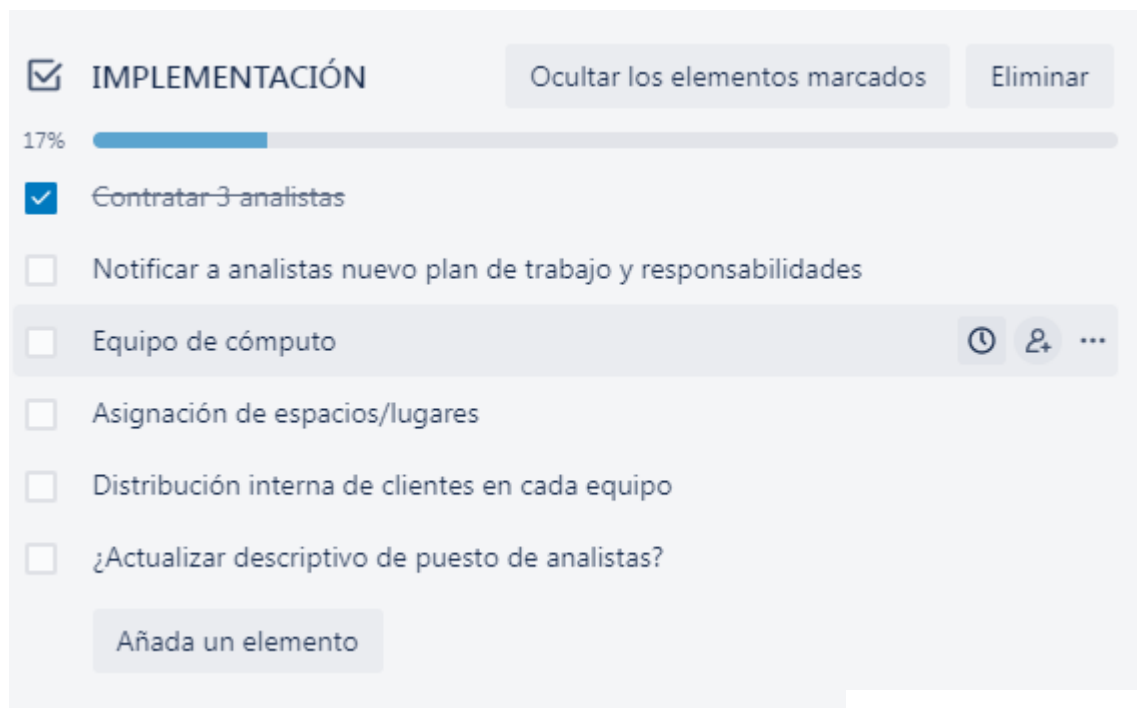 IMPLEMENTACIÓN Ocultar los elementos marcados Eliminar
17%
Contratar 3 analistas
Notificar a analistas nuevo plan de trabajo y responsabilidades
Equipo de cómputo
Asignación de espacios/lugares
Distribución interna de clientes en cada equipo
¿Actualizar descriptivo de puesto de analistas?
Añada un elemento